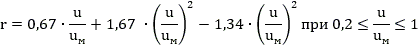 r = 0,67 · u/uм + 1,67 · (u/uм)² − 1,34 · (u/uм)² при 0,2 ≤ u/uм ≤ 1